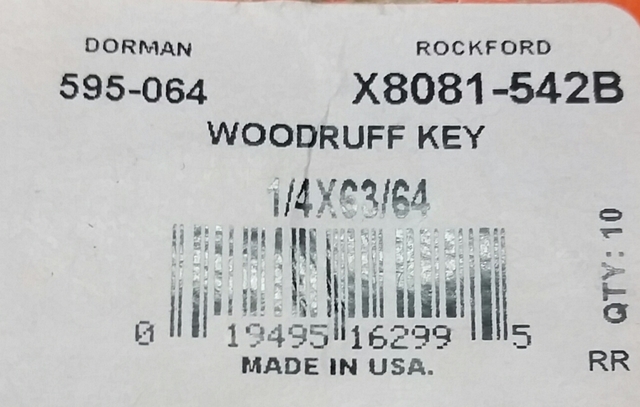 DORMAN ROCKFORD
595-064 X8081-542B
WOODRUFF KEY
1/4X63/64
0 19495 16299 5
MADE IN USA.
QTY: 10
RR